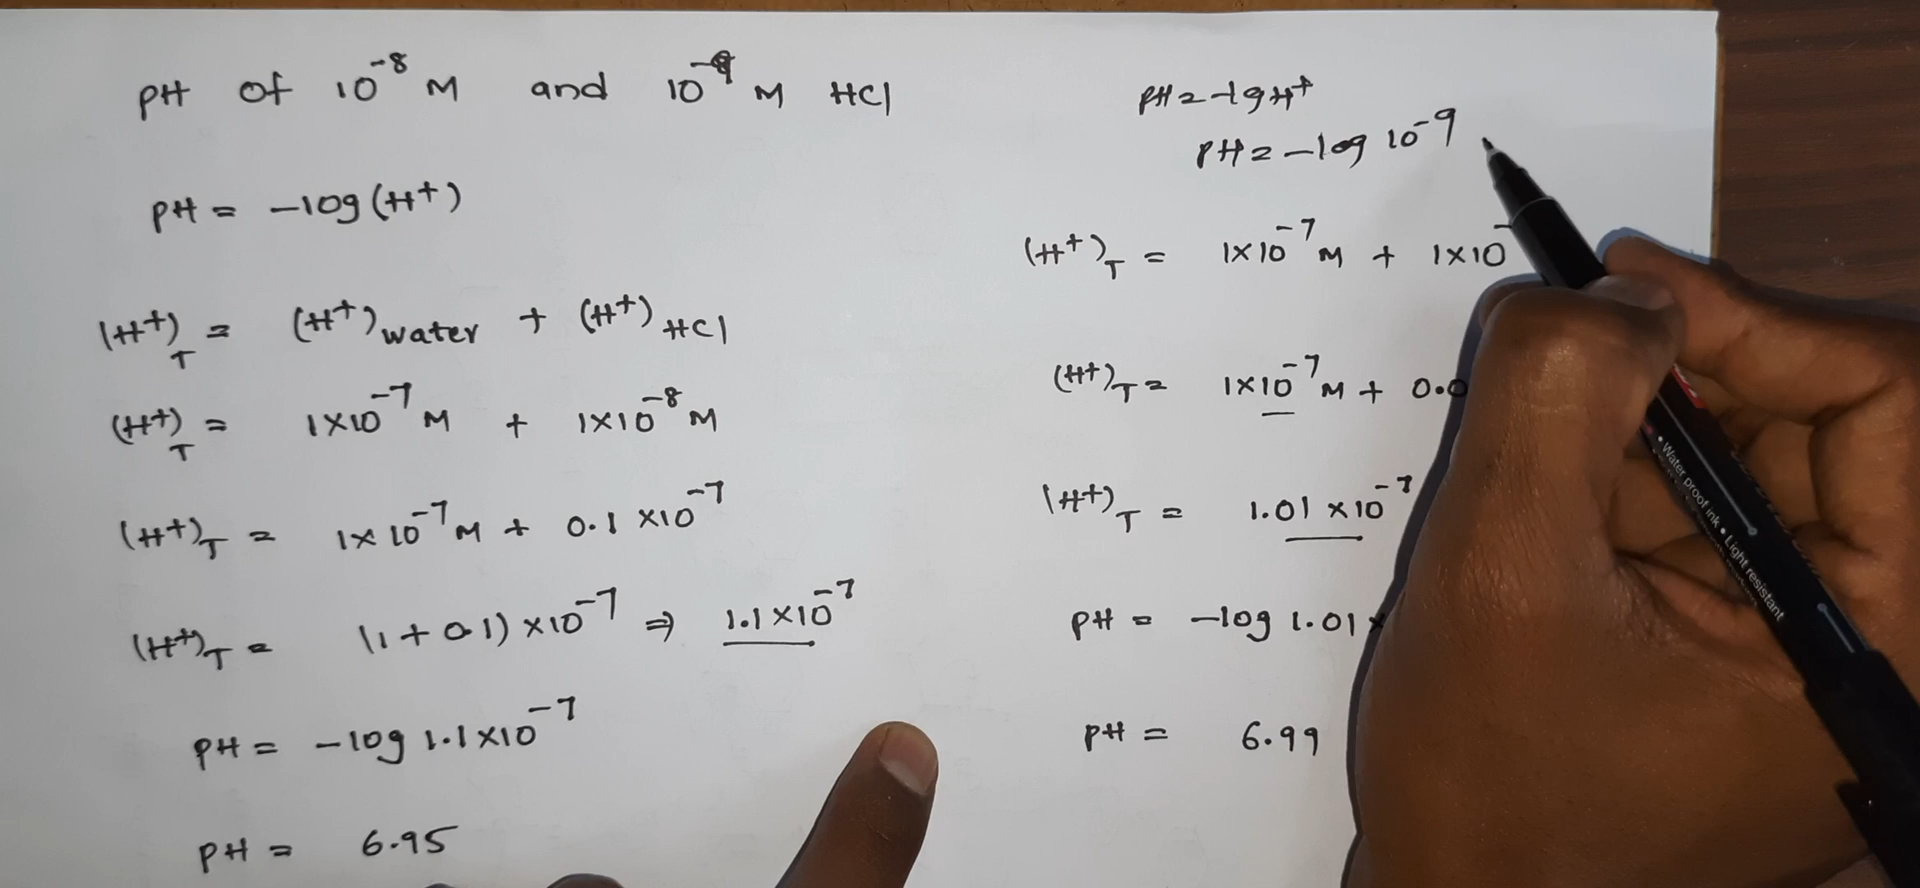 pH of 10⁻⁸ M and 10⁻⁹ M HCl
pH = -log(H⁺)
(H⁺)T = (H⁺)water + (H⁺)HCl
(H⁺)T = 1×10⁻⁷ M + 1×10⁻⁸ M
(H⁺)T = 1×10⁻⁷ M + 0.1×10⁻⁷
(H⁺)T = (1+0.1)×10⁻⁷ ⇒ 1.1×10⁻⁷
pH = -log 1.1×10⁻⁷
pH = 6.95
pH = -lg H⁺
pH = -log 10⁻⁹
(H⁺)T = 1×10⁻⁷ M + 1×10⁻
(H⁺)T = 1×10⁻⁷ M + 0.0
(H⁺)T = 1.01×10⁻⁷
pH = -log 1.01×
pH = 6.99
• Water proof ink • Light resistant